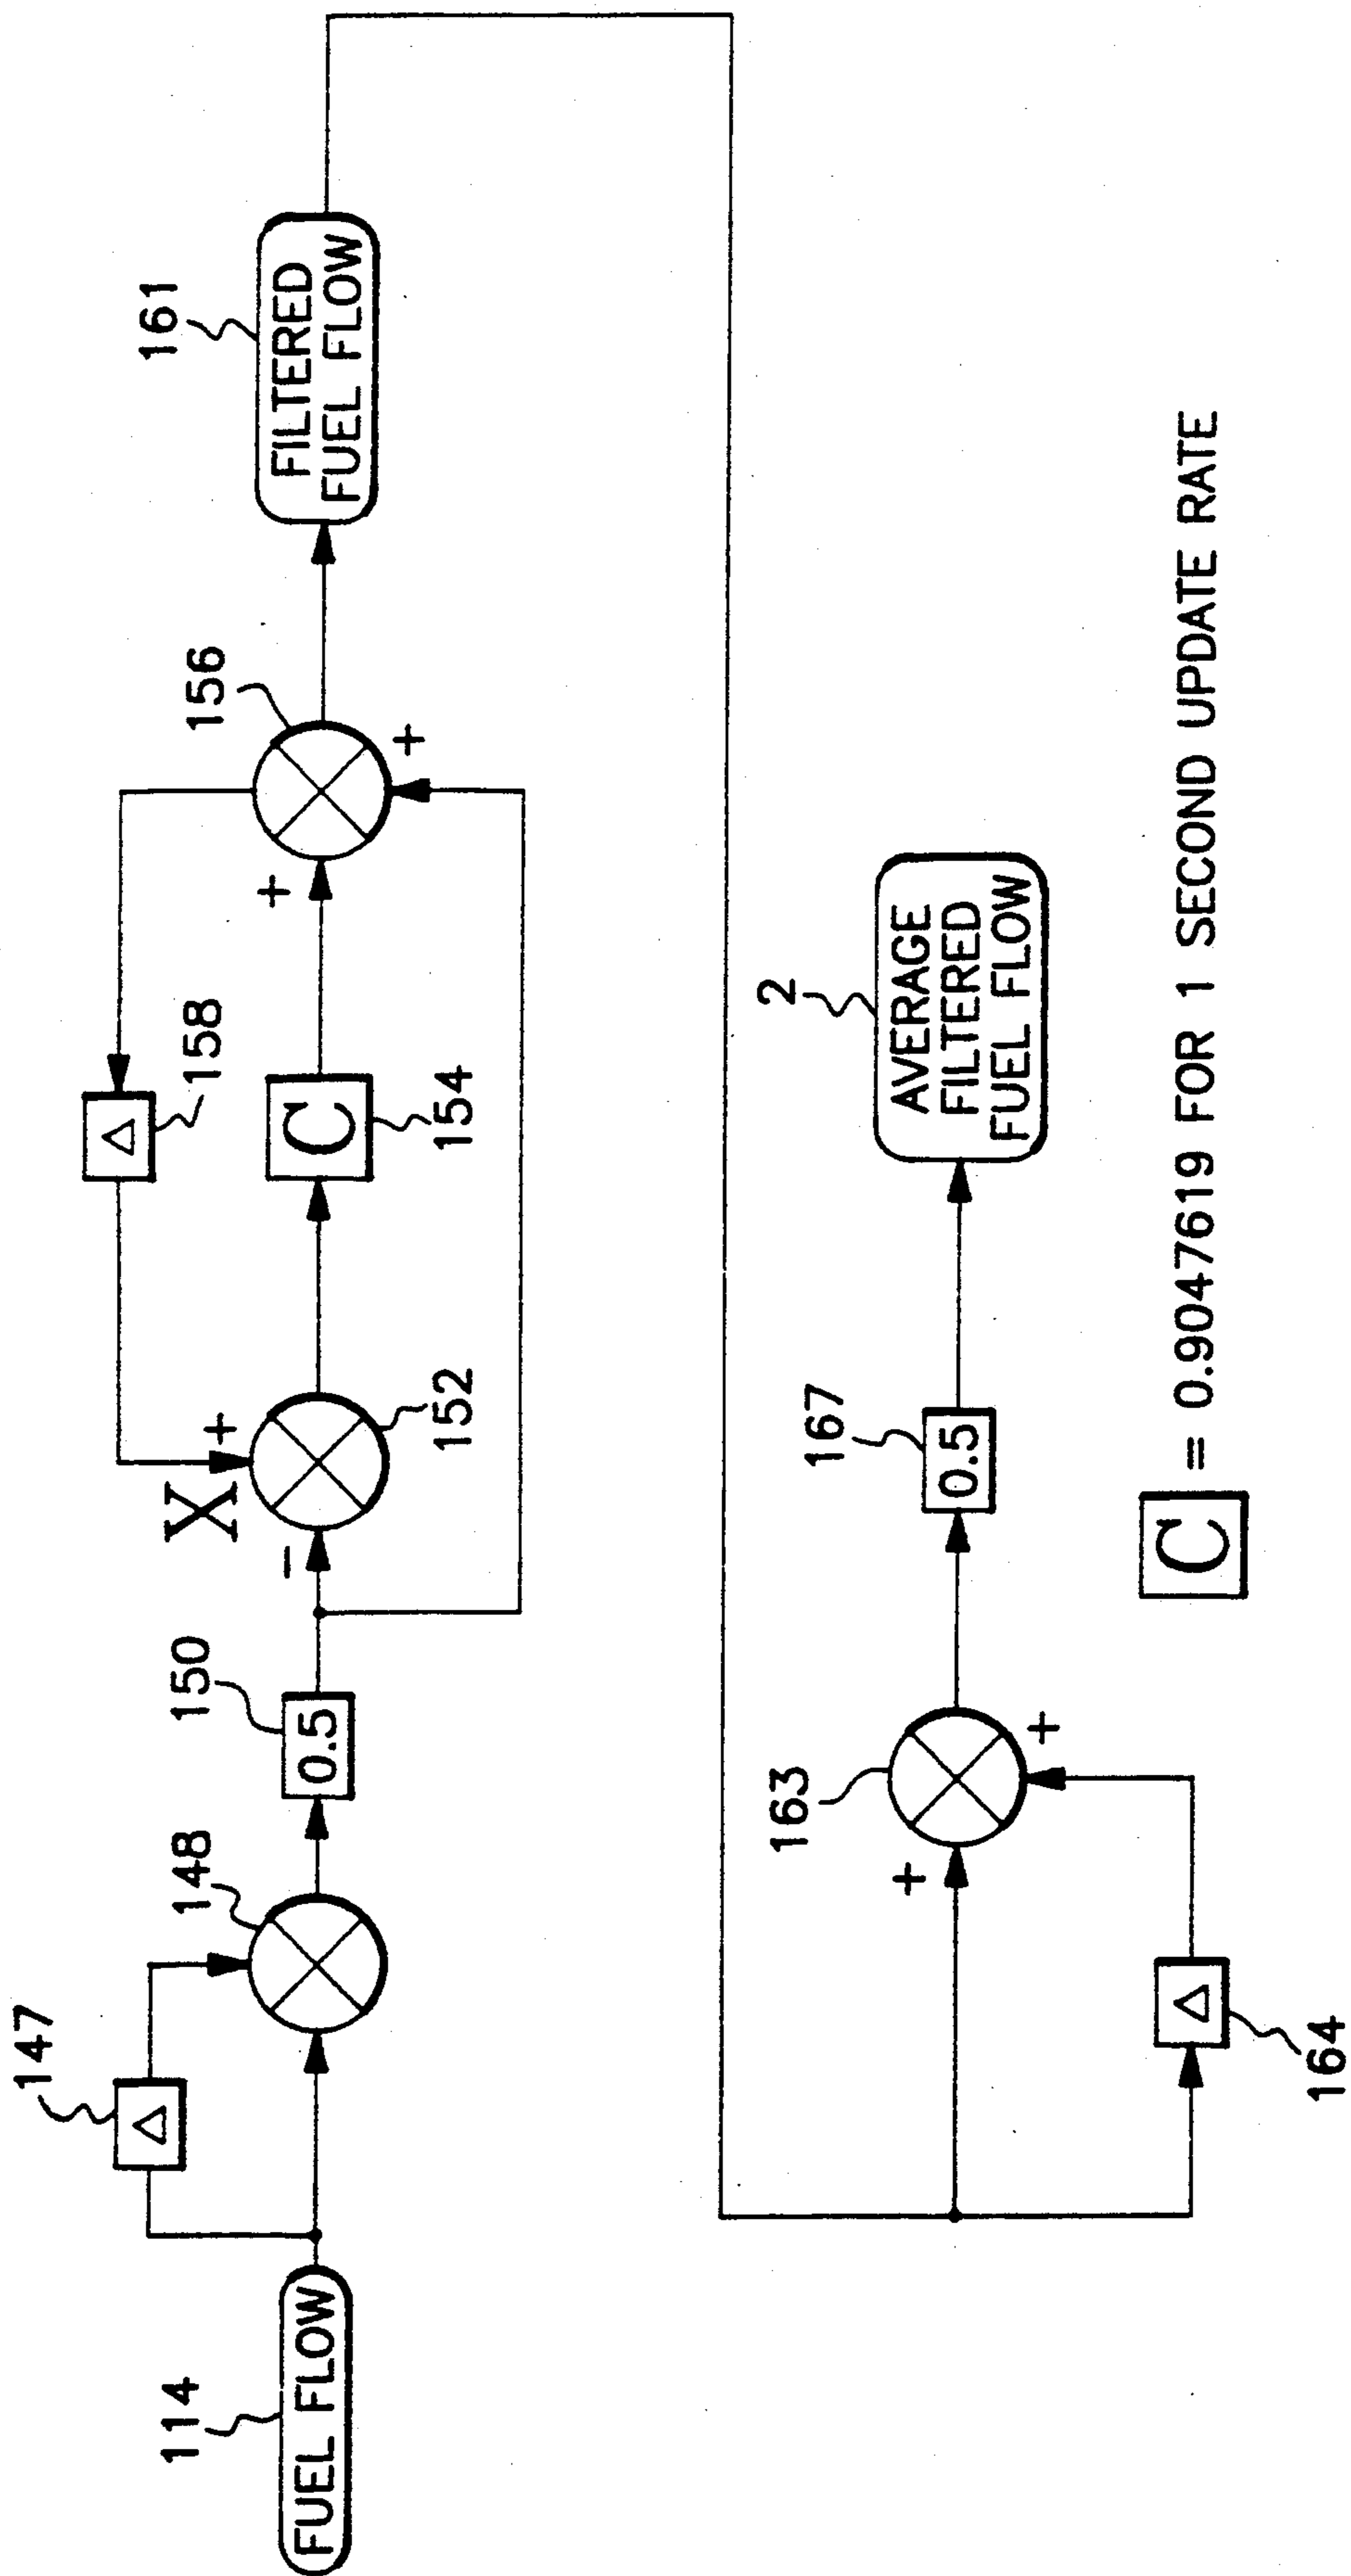 114
FUEL FLOW
147
Δ
148
150
0.5
X
+
−
152
158
Δ
C
154
156
+
+
161
FILTERED
FUEL FLOW
163
+
+
Δ
164
167
0.5
2
AVERAGE
FILTERED
FUEL FLOW
C = 0.9047619 FOR 1 SECOND UPDATE RATE